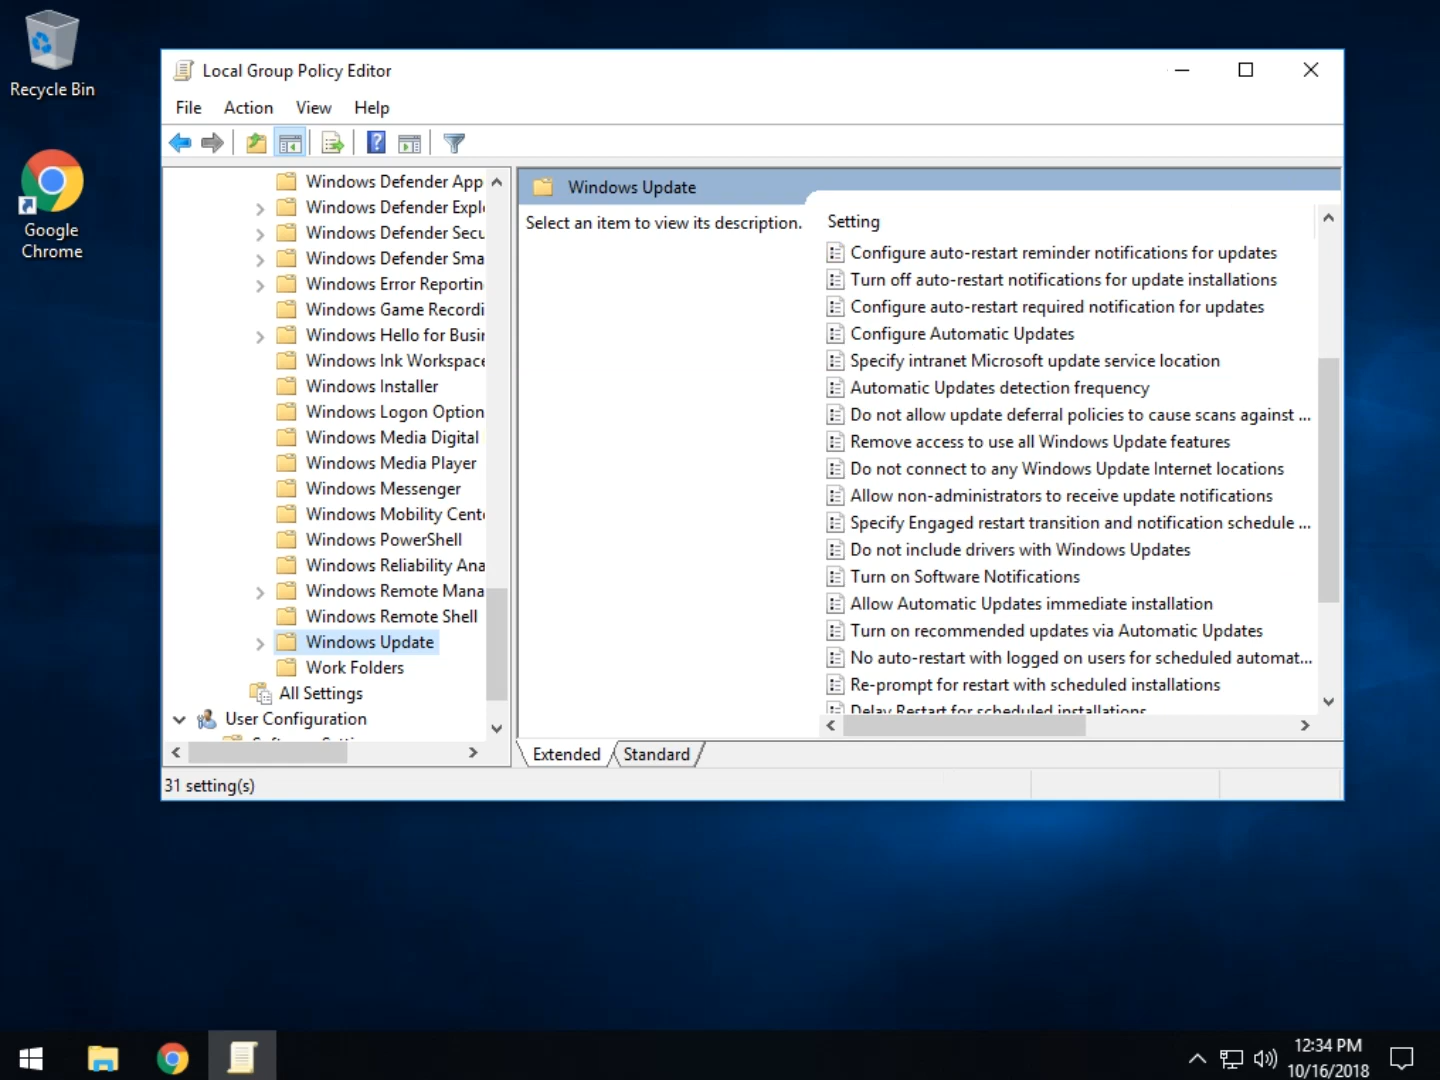 Recycle Bin
Google
Chrome
Local Group Policy Editor
File Action View Help
Windows Defender App
Windows Defender Expl
Windows Defender Secu
Windows Defender Sma
Windows Error Reportin
Windows Game Recordi
Windows Hello for Busin
Windows Ink Workspace
Windows Installer
Windows Logon Option
Windows Media Digital
Windows Media Player
Windows Messenger
Windows Mobility Cente
Windows PowerShell
Windows Reliability Ana
Windows Remote Mana
Windows Remote Shell
Windows Update
Work Folders
All Settings
User Configuration
Windows Update
Select an item to view its description.
Setting
Configure auto-restart reminder notifications for updates
Turn off auto-restart notifications for update installations
Configure auto-restart required notification for updates
Configure Automatic Updates
Specify intranet Microsoft update service location
Automatic Updates detection frequency
Do not allow update deferral policies to cause scans against ...
Remove access to use all Windows Update features
Do not connect to any Windows Update Internet locations
Allow non-administrators to receive update notifications
Specify Engaged restart transition and notification schedule ...
Do not include drivers with Windows Updates
Turn on Software Notifications
Allow Automatic Updates immediate installation
Turn on recommended updates via Automatic Updates
No auto-restart with logged on users for scheduled automat...
Re-prompt for restart with scheduled installations
Delay Restart for scheduled installations
Extended Standard
31 setting(s)
12:34 PM
10/16/2018